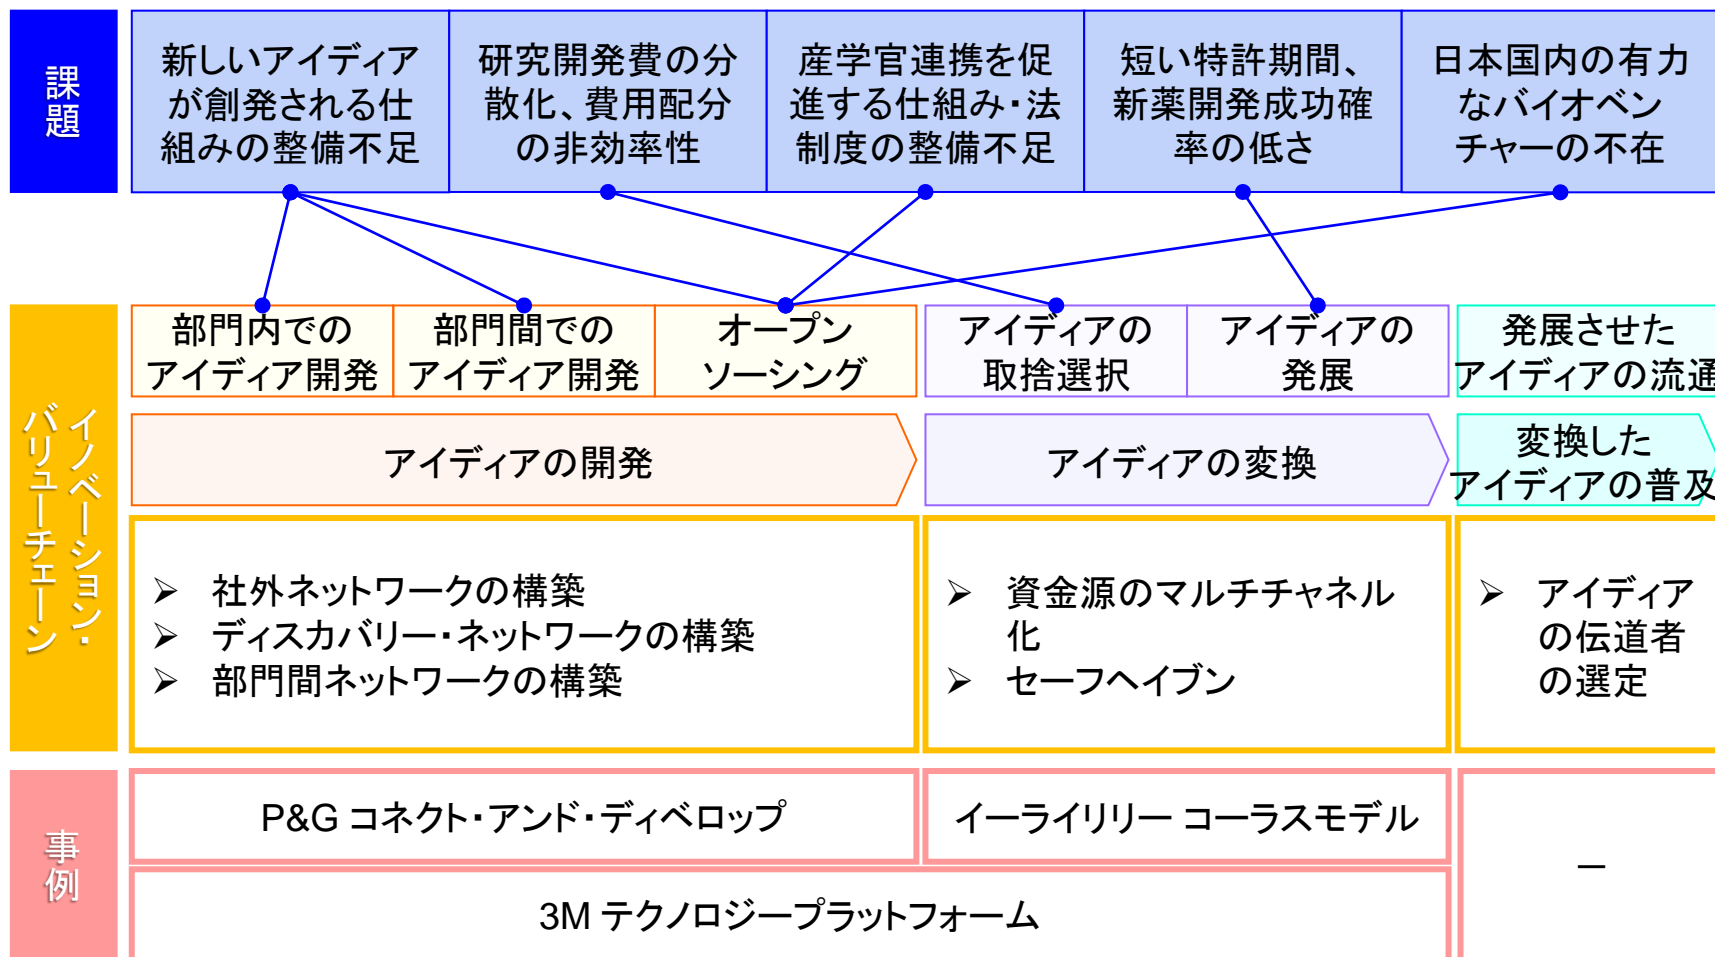 課題
新しいアイディア
が創発される仕
組みの整備不足
研究開発費の分
散化、費用配分
の非効率性
産学官連携を促
進する仕組み・法
制度の整備不足
短い特許期間、
新薬開発成功確
率の低さ
日本国内の有力
なバイオベン
チャーの不在
イノベーション・
バリューチェーン
部門内での
アイディア開発
部門間での
アイディア開発
オープン
ソーシング
アイディアの
取捨選択
アイディアの
発展
発展させた
アイディアの流通
アイディアの開発
アイディアの変換
変換した
アイディアの普及
➢ 社外ネットワークの構築
➢ ディスカバリー・ネットワークの構築
➢ 部門間ネットワークの構築
➢ 資金源のマルチチャネル
化
➢ セーフヘイブン
➢ アイディア
の伝道者
の選定
事例
P&G コネクト・アンド・ディベロップ
イーライリリー コーラスモデル
3M テクノロジープラットフォーム
―